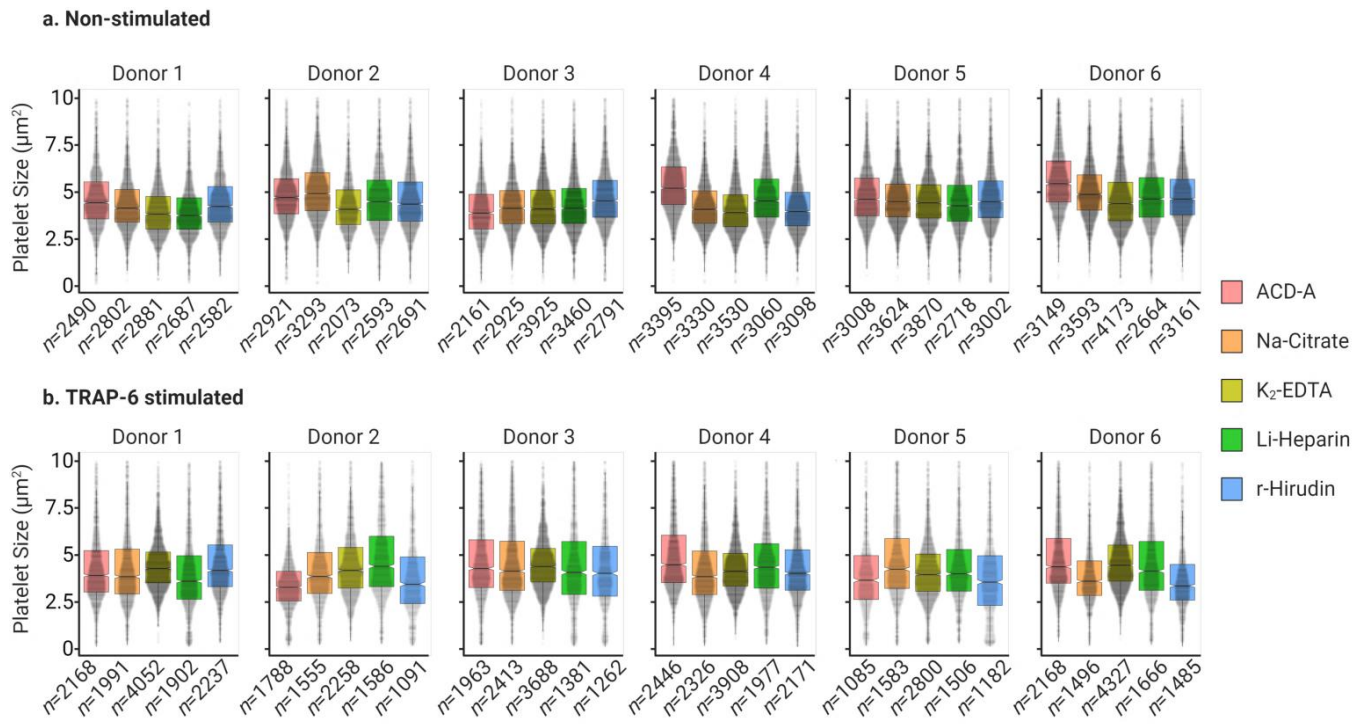 a. Non-stimulated
Donor 1 Donor 2 Donor 3 Donor 4 Donor 5 Donor 6
Platelet Size (µm²)
10
7.5
5
2.5
0
n=2490 n=2802 n=2881 n=2687 n=2582 n=2921 n=3293 n=2073 n=2593 n=2691 n=2161 n=2925 n=3925 n=3460 n=2791 n=3395 n=3330 n=3530 n=3060 n=3098 n=3008 n=3624 n=3870 n=2718 n=3002 n=3149 n=3593 n=4173 n=2664 n=3161
ACD-A
Na-Citrate
K₂-EDTA
Li-Heparin
r-Hirudin
b. TRAP-6 stimulated
Donor 1 Donor 2 Donor 3 Donor 4 Donor 5 Donor 6
Platelet Size (µm²)
10
7.5
5
2.5
0
n=2168 n=1991 n=4052 n=1902 n=2237 n=1788 n=1555 n=2258 n=1586 n=1091 n=1963 n=2413 n=3688 n=1381 n=1262 n=2446 n=2326 n=3908 n=1977 n=2171 n=1085 n=1583 n=2800 n=1506 n=1182 n=2168 n=1496 n=4327 n=1666 n=1485